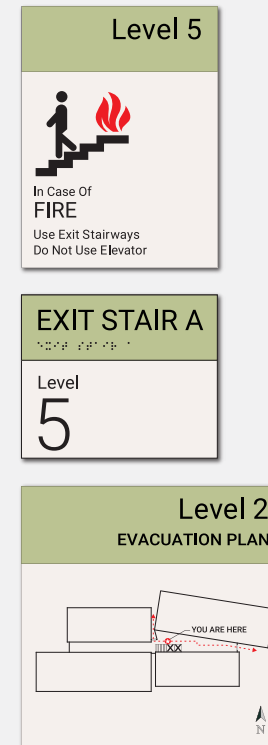 Level 5
In Case Of
FIRE
Use Exit Stairways
Do Not Use Elevator
EXIT STAIR A
⠑⠭⠊⠞ ⠎⠞⠁⠊⠗ ⠁
Level
5
Level 2
EVACUATION PLAN
YOU ARE HERE
XX
N